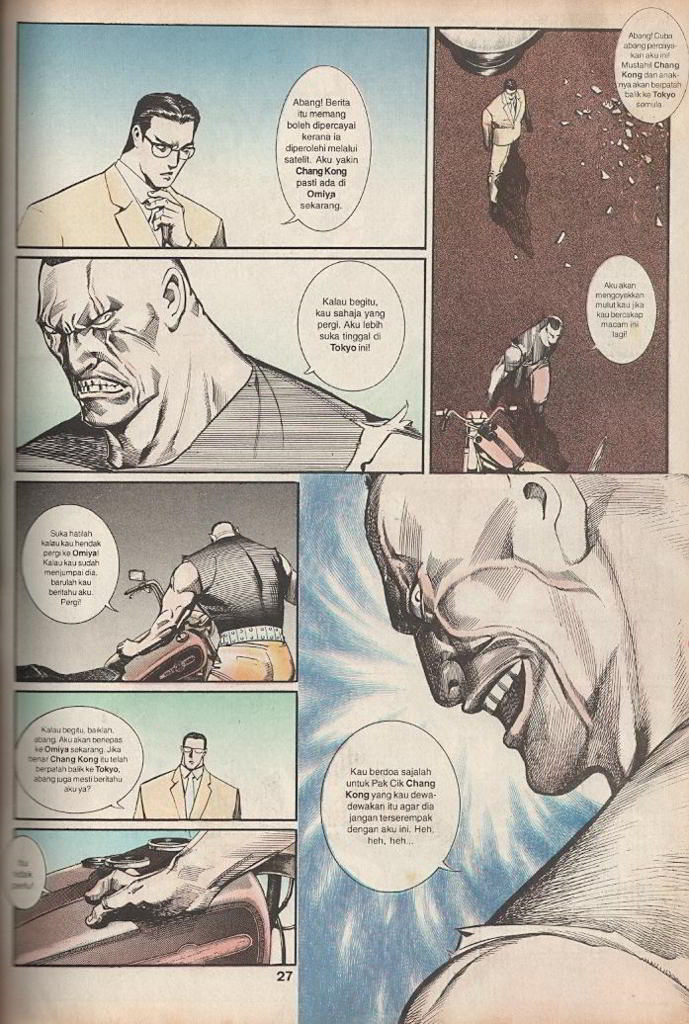 Abang! Berita
itu memang
boleh dipercayai
kerana ia
diperolehi melalui
satelit. Aku yakin
Chang Kong
pasti ada di
Omiya
sekarang.
Kalau begitu,
kau sahaja yang
pergi. Aku lebih
suka tinggal di
Tokyo ini!
Abang! Cuba
abang percaya-
kan aku ini!
Mustahil Chang
Kong dan anak-
nya akan berpatah
balik ke Tokyo
semula.
Aku akan
mengoyakkan
mulut kau jika
kau bercakap
macam ini
lagi!
Suka hatilah
kalau kau hendak
pergi ke Omiya!
Kalau kau sudah
menjumpai dia,
barulah kau
beritahu aku.
Pergi!
Kalau begitu, baiklah,
abang. Aku akan berlepas
ke Omiya sekarang. Jika
benar Chang Kong itu telah
berpatah balik ke Tokyo,
abang juga mesti beritahu
aku ya?
Itu
tidak
perlu!
Kau berdoa sajalah
untuk Pak Cik Chang
Kong yang kau dewa-
dewakan itu agar dia
jangan terserempak
dengan aku ini. Heh,
heh, heh...
27